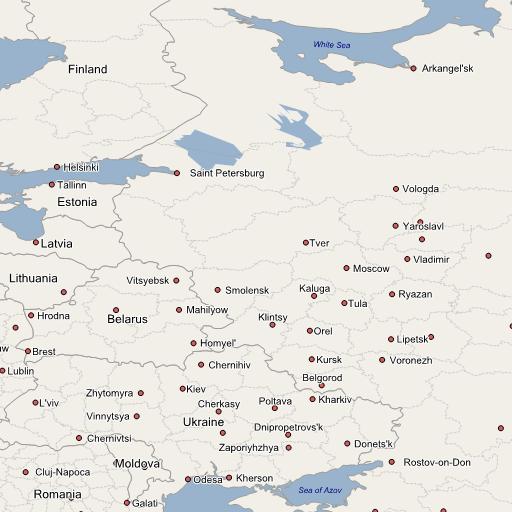 White Sea
Finland
Arkangel'sk
Helsinki
Saint Petersburg
Tallinn
Vologda
Estonia
Yaroslavl
Latvia
Tver
Vladimir
Moscow
Lithuania
Vitsyebsk
Smolensk
Kaluga
Ryazan
Tula
Hrodna
Mahilyow
Belarus
Klintsy
Orel
Lipetsk
Homyel'
Brest
Kursk
Voronezh
Chernihiv
Lublin
Belgorod
Kiev
Zhytomyra
Kharkiv
L'viv
Cherkasy
Poltava
Vinnytsya
Ukraine
Dnipropetrovs'k
Chernivtsi
Donets'k
Zaporiyhzhya
Moldova
Rostov-on-Don
Cluj-Napoca
Odesa
Kherson
Sea of Azov
Romania
Galati